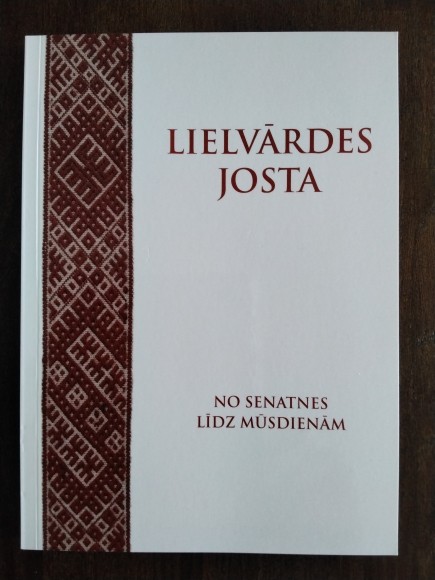 LIELVĀRDES
JOSTA
NO SENATNES
LĪDZ MŪSDIENĀM